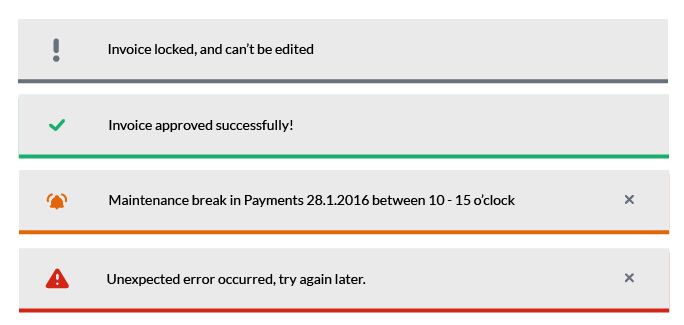 Invoice locked, and can’t be edited
Invoice approved successfully!
Maintenance break in Payments 28.1.2016 between 10 - 15 o’clock
Unexpected error occurred, try again later.